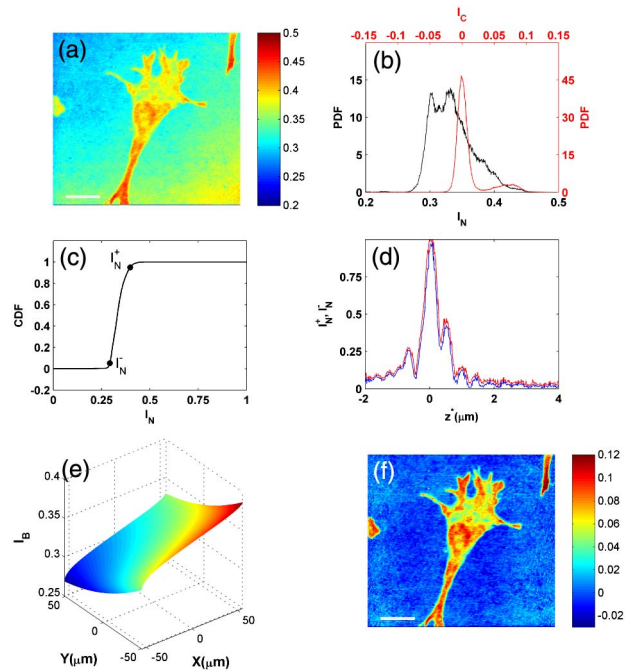 (a)
0.5
0.45
0.4
0.35
0.3
0.25
0.2
I_C
-0.15 -0.1 -0.05 0 0.05 0.1 0.15
(b)
PDF
15
10
5
0
45
30
15
0
PDF
0.2 0.3 0.4 0.5
I_N
(c)
I_N^+
I_N^-
CDF
1
0.8
0.6
0.4
0.2
0
-0.2
0 0.25 0.5 0.75 1
I_N
(d)
I_N^+, I_N^-
0.75
0.5
0.25
0
-2 0 2 4
z*(μm)
(e)
I_B
0.4
0.35
0.3
0.25
50
0
-50
Y(μm)
-50
0
50
X(μm)
(f)
0.12
0.1
0.08
0.06
0.04
0.02
0
-0.02